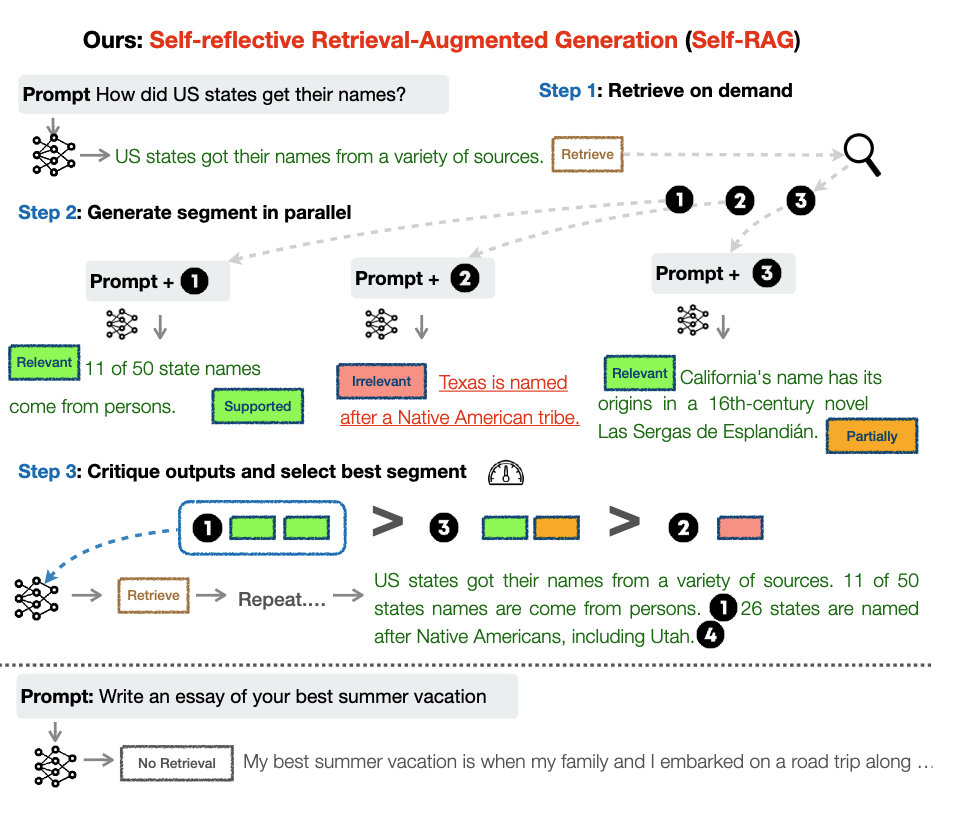 Ours: Self-reflective Retrieval-Augmented Generation (Self-RAG)
Prompt How did US states get their names?
Step 1: Retrieve on demand
US states got their names from a variety of sources. Retrieve
1 2 3
Step 2: Generate segment in parallel
Prompt + 1
Prompt + 2
Prompt + 3
Relevant 11 of 50 state names
come from persons. Supported
Irrelevant Texas is named
after a Native American tribe.
Relevant California's name has its
origins in a 16th-century novel
Las Sergas de Esplandián. Partially
Step 3: Critique outputs and select best segment
1 > 3 > 2
Retrieve
Repeat....
US states got their names from a variety of sources. 11 of 50
states names are come from persons. 1 26 states are named
after Native Americans, including Utah. 4
Prompt: Write an essay of your best summer vacation
No Retrieval My best summer vacation is when my family and I embarked on a road trip along ...